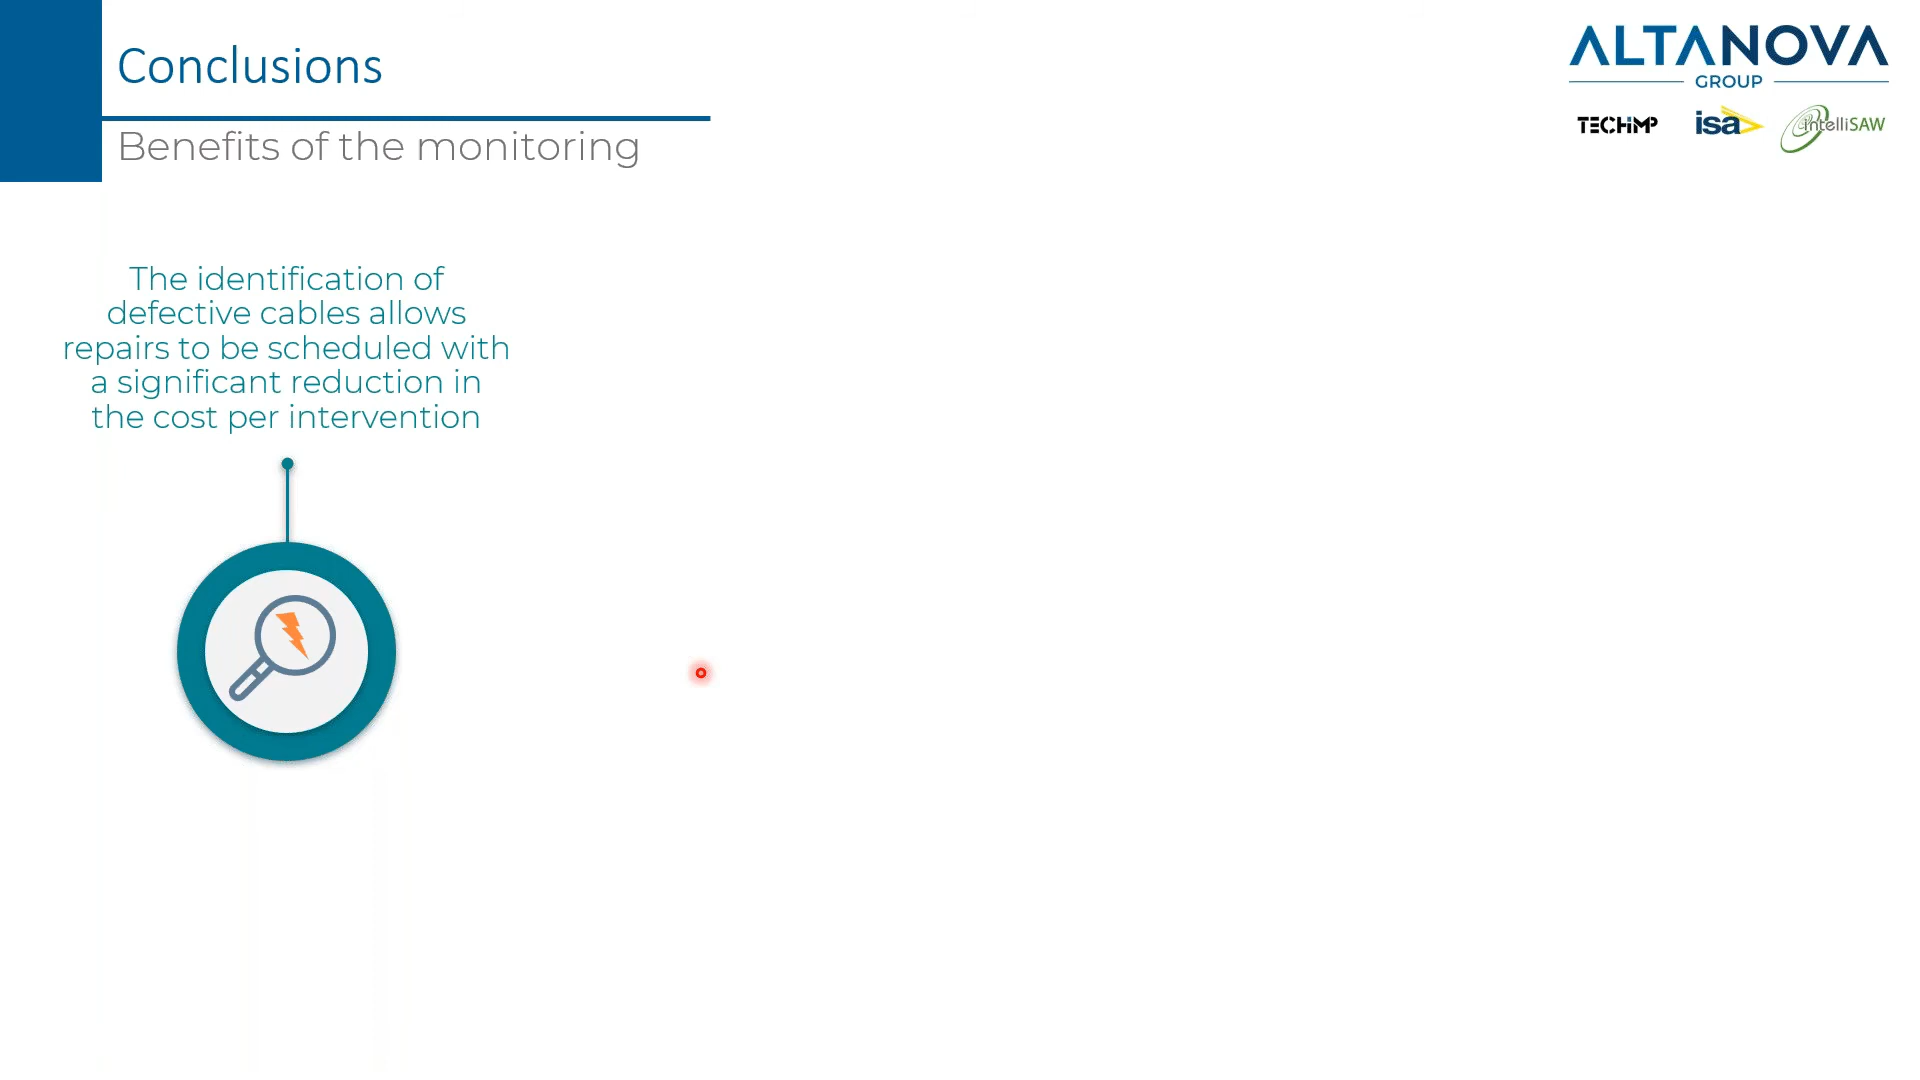 Conclusions
Benefits of the monitoring
ALTANOVA
GROUP
TECHIMP
isa
intelliSAW
The identification of
defective cables allows
repairs to be scheduled with
a significant reduction in
the cost per intervention